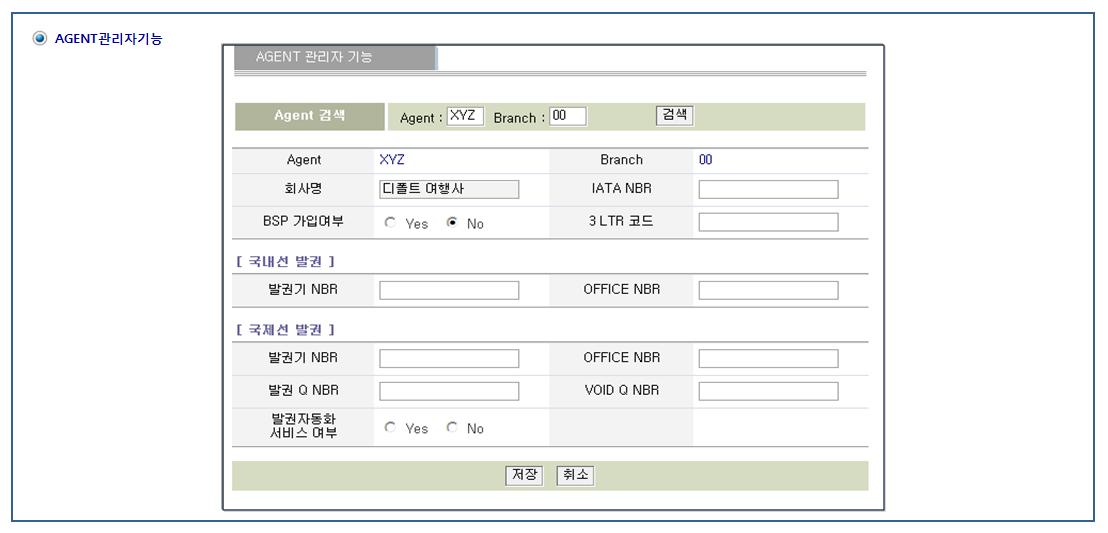 AGENT관리자기능
AGENT 관리자 기능
Agent 검색 Agent : XYZ Branch : 00 검색
Agent XYZ Branch 00
회사명 디폴트 여행사 IATA NBR
BSP 가입여부 Yes No 3 LTR 코드
[ 국내선 발권 ]
발권기 NBR OFFICE NBR
[ 국제선 발권 ]
발권기 NBR OFFICE NBR
발권 Q NBR VOID Q NBR
발권자동화
서비스 여부 Yes No
저장 취소